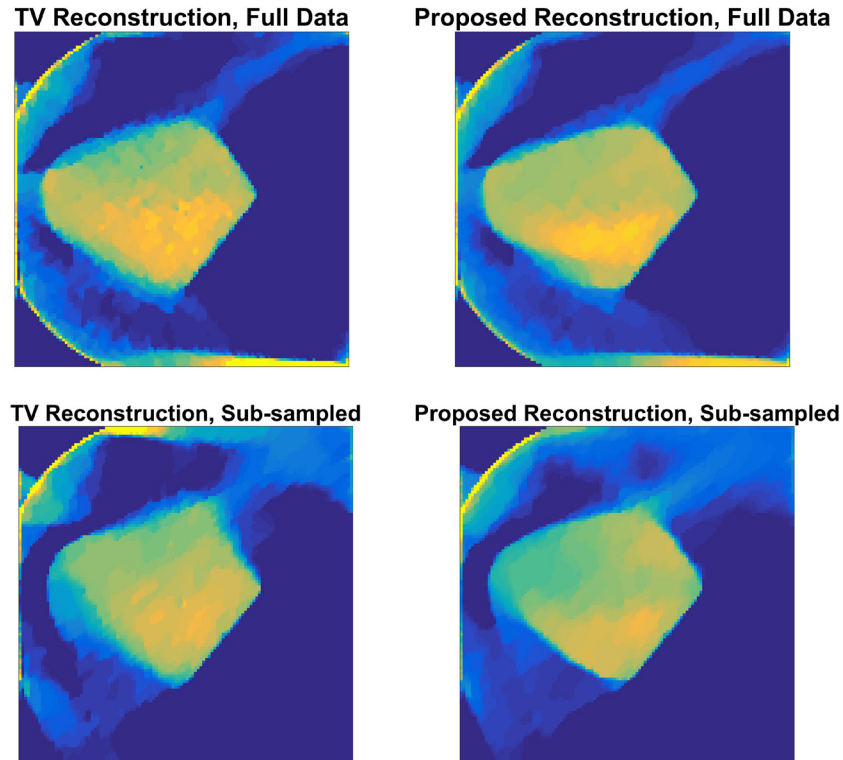 TV Reconstruction, Full Data
Proposed Reconstruction, Full Data
TV Reconstruction, Sub-sampled
Proposed Reconstruction, Sub-sampled